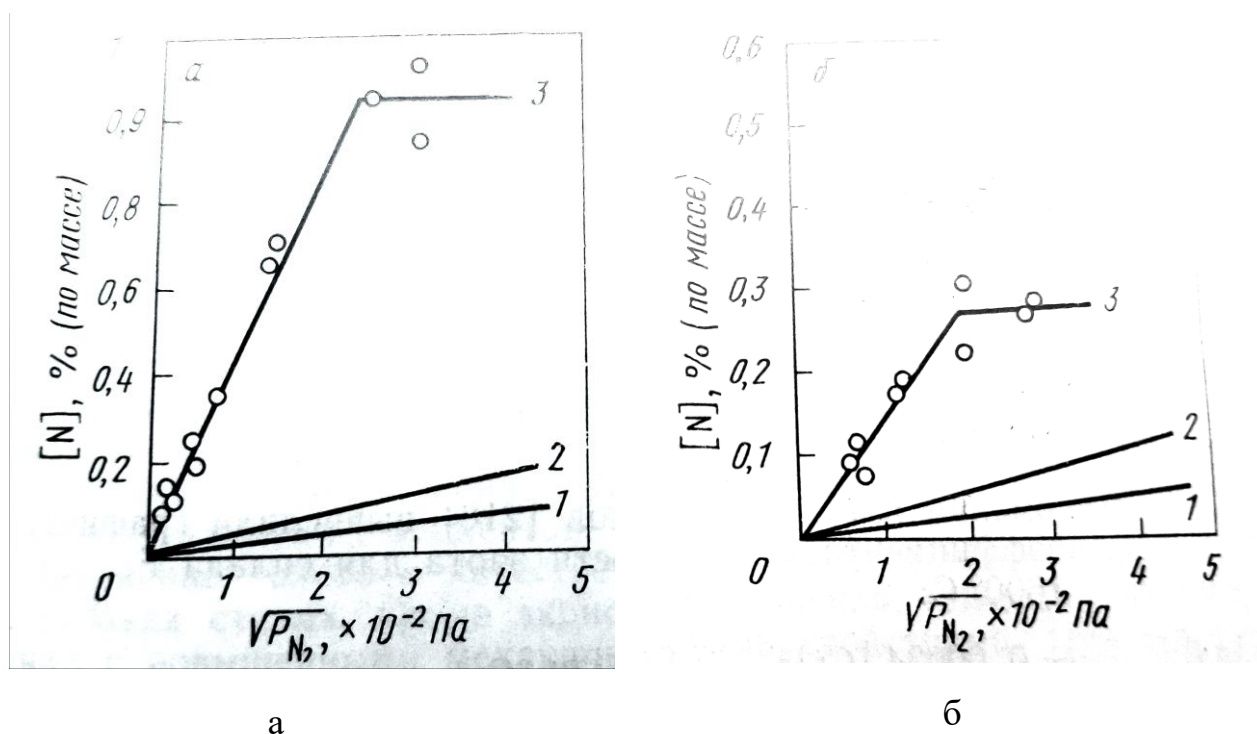 а
1
0,9
0,8
0,6
0,4
0,2
[N], % (по массе)
3
2
1
0 1 2 3 4 5
√P_N₂, ×10⁻² Па
а
б
0,6
0,5
0,4
0,3
0,2
0,1
[N], % (по массе)
3
2
1
0 1 2 3 4 5
√P_N₂, ×10⁻² Па
б